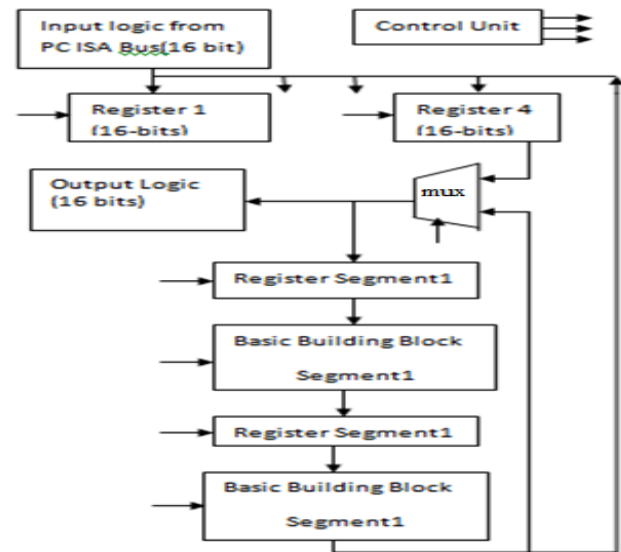 Input logic from
PC ISA Bus(16 bit)
Control Unit
Register 1
(16-bits)
Register 4
(16-bits)
Output Logic
(16 bits)
mux
Register Segment1
Basic Building Block
Segment1
Register Segment1
Basic Building Block
Segment1